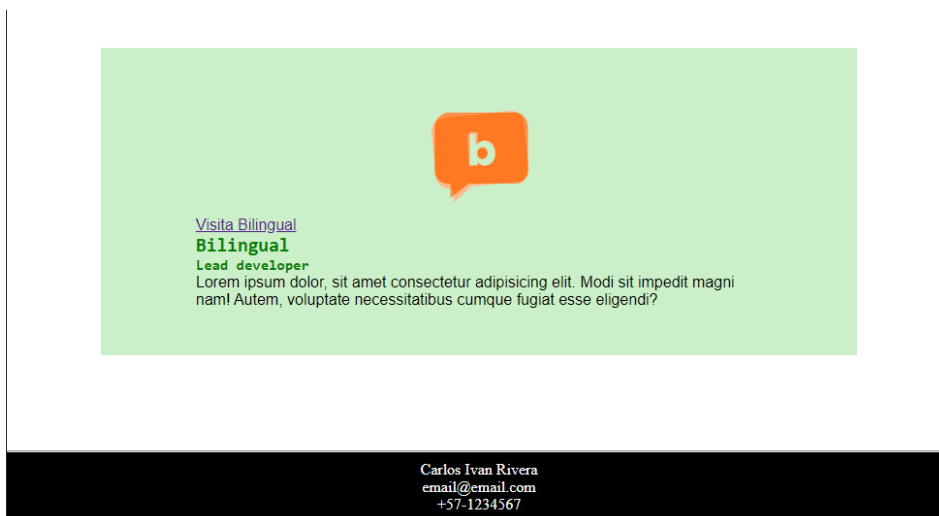 b
Visita Bilingual
Bilingual
Lead developer
Lorem ipsum dolor, sit amet consectetur adipisicing elit. Modi sit impedit magni
nam! Autem, voluptate necessitatibus cumque fugiat esse eligendi?
Carlos Ivan Rivera
email@email.com
+57-1234567